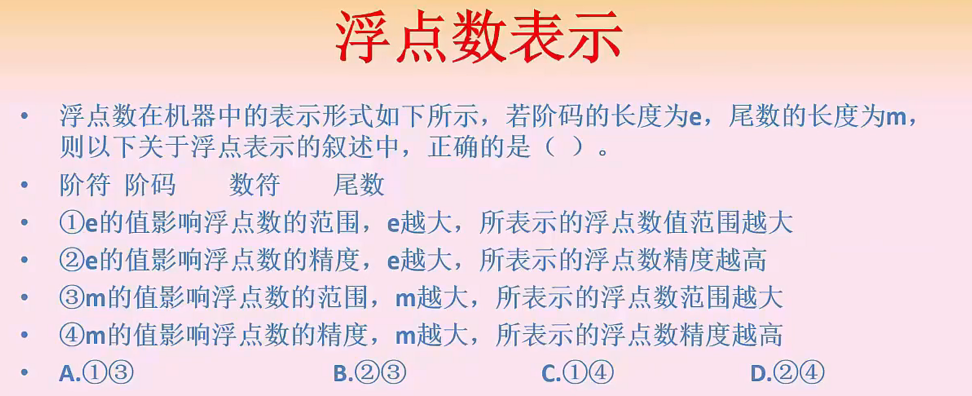 浮点数表示
• 浮点数在机器中的表示形式如下所示，若阶码的长度为e，尾数的长度为m，
则以下关于浮点表示的叙述中，正确的是（ ）。
• 阶符 阶码 数符 尾数
• ①e的值影响浮点数的范围，e越大，所表示的浮点数值范围越大
• ②e的值影响浮点数的精度，e越大，所表示的浮点数精度越高
• ③m的值影响浮点数的范围，m越大，所表示的浮点数范围越大
• ④m的值影响浮点数的精度，m越大，所表示的浮点数精度越高
• A.①③ B.②③ C.①④ D.②④